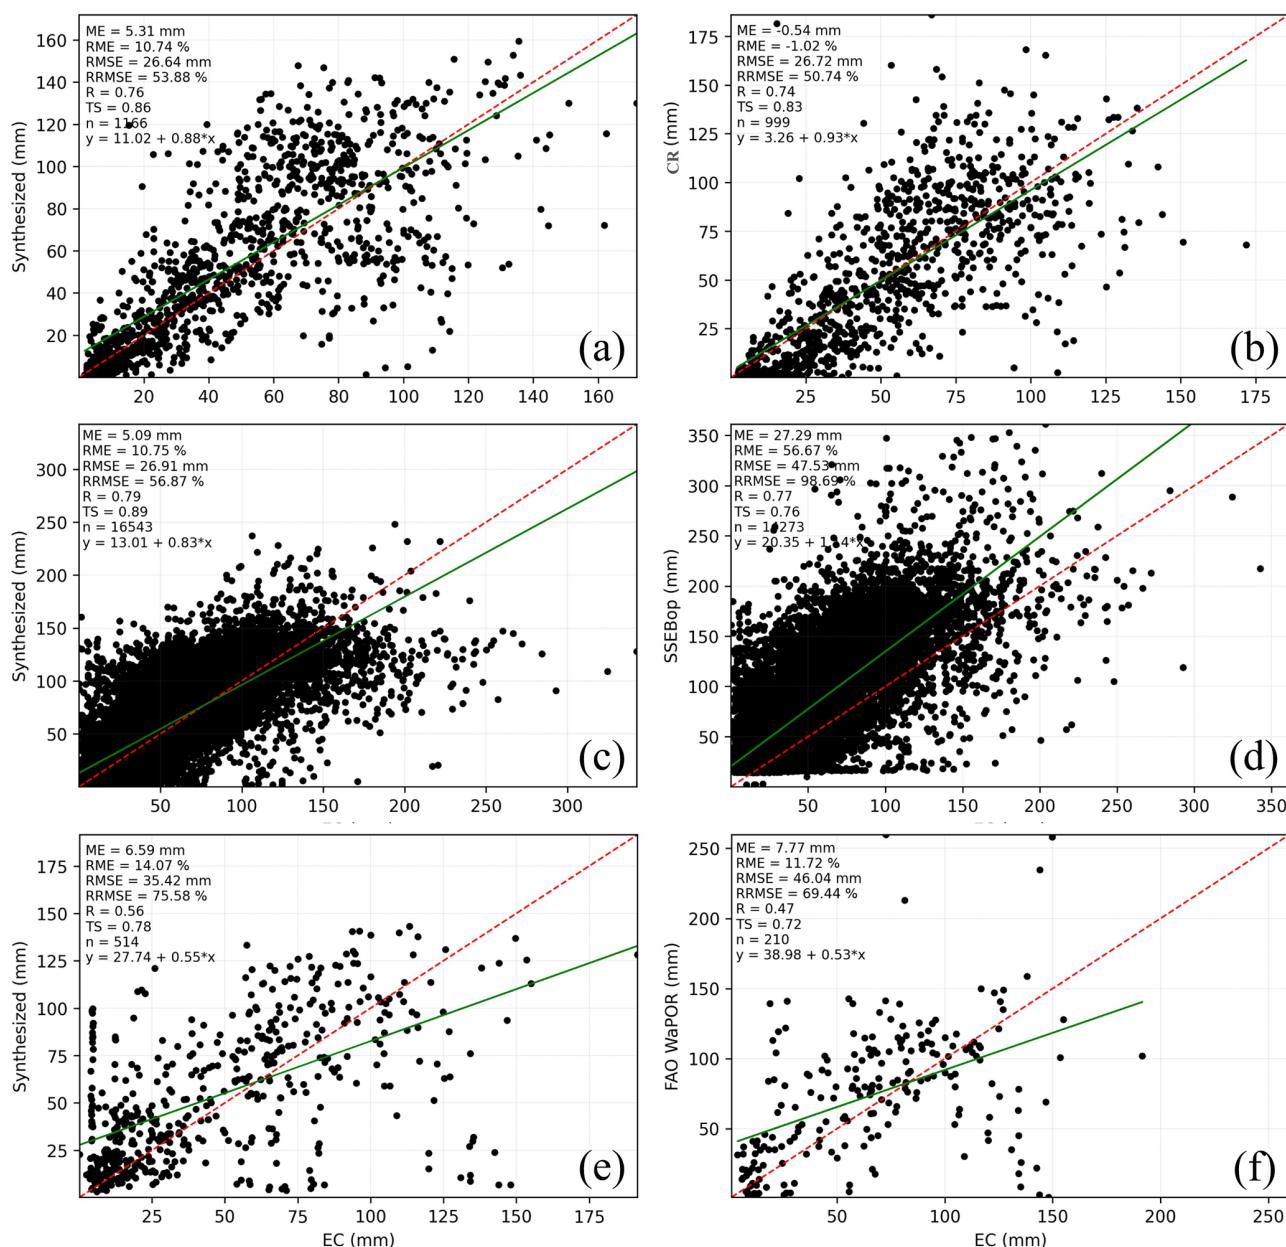 160
140
120
100
80
60
40
20
Synthesized (mm)
ME = 5.31 mm
RME = 10.74 %
RMSE = 26.64 mm
RRMSE = 53.88 %
R = 0.76
TS = 0.86
n = 1166
y = 11.02 + 0.88*x
(a)
20 40 60 80 100 120 140 160
175
150
125
100
75
50
25
CR (mm)
ME = -0.54 mm
RME = -1.02 %
RMSE = 26.72 mm
RRMSE = 50.74 %
R = 0.74
TS = 0.83
n = 999
y = 3.26 + 0.93*x
(b)
25 50 75 100 125 150 175
300
250
200
150
100
50
Synthesized (mm)
ME = 5.09 mm
RME = 10.75 %
RMSE = 26.91 mm
RRMSE = 56.87 %
R = 0.79
TS = 0.89
n = 16543
y = 13.01 + 0.83*x
(c)
50 100 150 200 250 300
350
300
250
200
150
100
50
SSEBop (mm)
ME = 27.29 mm
RME = 56.67 %
RMSE = 47.53 mm
RRMSE = 98.69 %
R = 0.77
TS = 0.76
n =
y = 20.35 +
(d)
50 100 150 200 250 300 350
175
150
125
100
75
50
25
Synthesized (mm)
ME = 6.59 mm
RME = 14.07 %
RMSE = 35.42 mm
RRMSE = 75.58 %
R = 0.56
TS = 0.78
n = 514
y = 27.74 + 0.55*x
(e)
25 50 75 100 125 150 175
EC (mm)
250
200
150
100
50
FAO WaPOR (mm)
ME = 7.77 mm
RME = 11.72 %
RMSE = 46.04 mm
RRMSE = 69.44 %
R = 0.47
TS = 0.72
n = 210
y = 38.98 + 0.53*x
(f)
50 100 150 200 250
EC (mm)